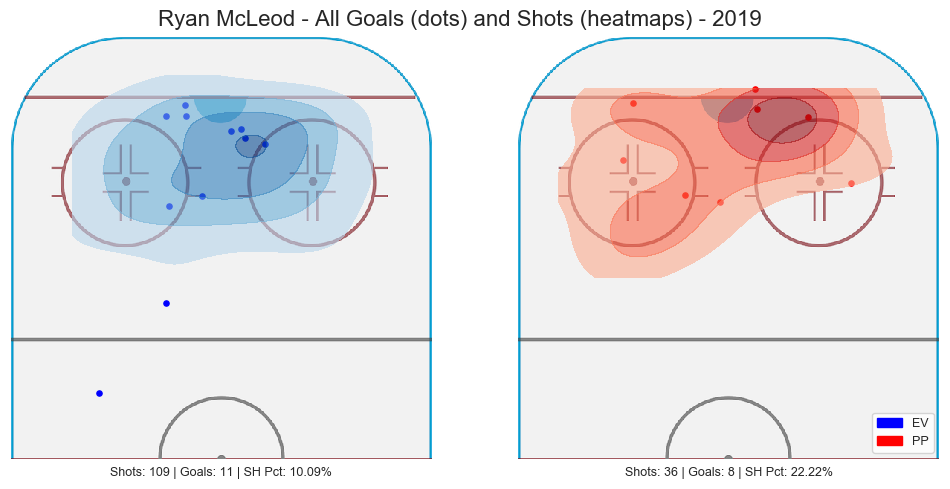 Ryan McLeod - All Goals (dots) and Shots (heatmaps) - 2019
EV
PP
Shots: 109 | Goals: 11 | SH Pct: 10.09%
Shots: 36 | Goals: 8 | SH Pct: 22.22%